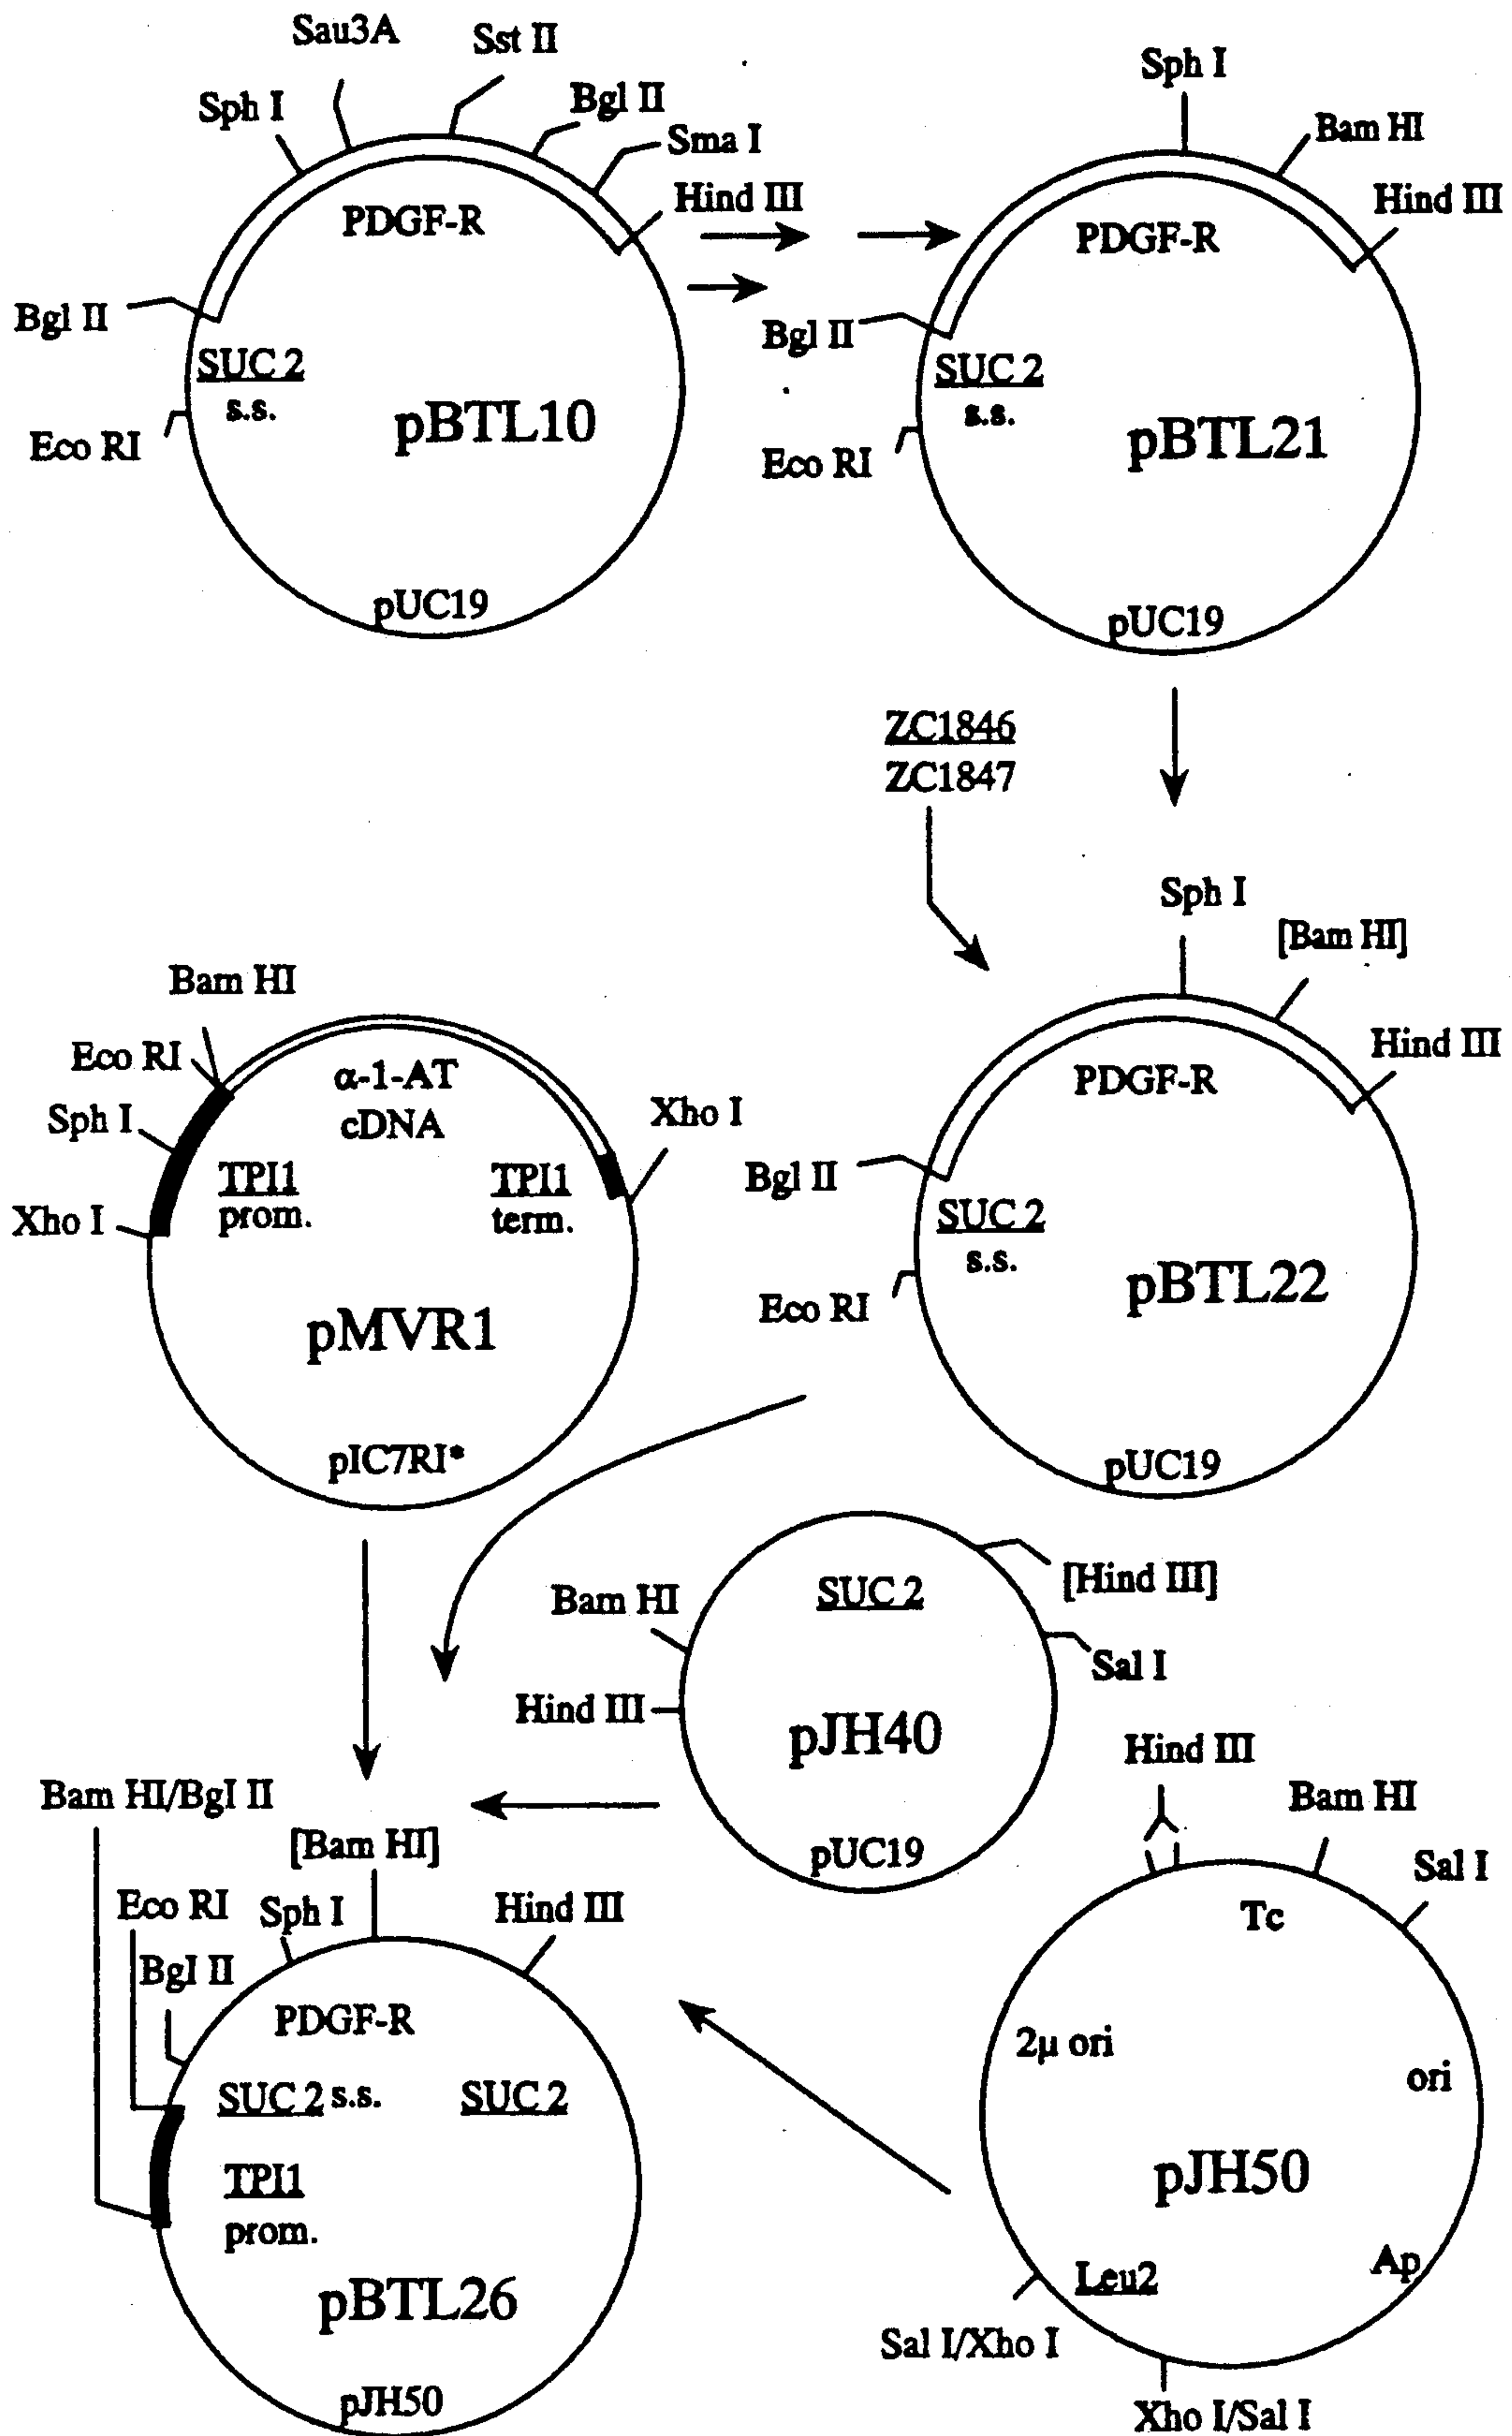 Sau3A
Sst II
Sph I
Bgl II
Sma I
Hind III
PDGF-R
Bgl II
SUC 2
s.s.
Eco RI
pBTL10
pUC19
Sph I
Bam HI
Hind III
PDGF-R
Bgl II
SUC 2
s.s.
Eco RI
pBTL21
pUC19
ZC1846
ZC1847
Sph I
[Bam HI]
Hind III
PDGF-R
Bgl II
SUC 2
s.s.
Eco RI
pBTL22
pUC19
Bam HI
Eco RI
Sph I
Xho I
α-1-AT
cDNA
TPI1
prom.
TPI1
term.
Xho I
pMVR1
pIC7RI*
SUC 2
[Hind III]
Bam HI
Sal I
Hind III
pJH40
pUC19
Hind III
Bam HI
Sal I
Tc
2μ ori
ori
pJH50
Leu2
Ap
Sal I/Xho I
Xho I/Sal I
Bam HI/Bgl II
[Bam HI]
Eco RI
Sph I
Hind III
Bgl II
PDGF-R
SUC 2 s.s.
SUC 2
TPI1
prom.
pBTL26
pJH50